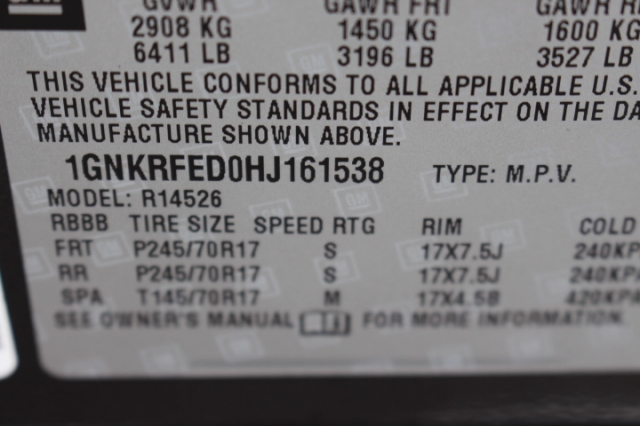 GM
GVWR GAWR FRT GAWR
2908 KG 1450 KG 1600 KG
6411 LB 3196 LB 3527 LB
THIS VEHICLE CONFORMS TO ALL APPLICABLE U.S.
VEHICLE SAFETY STANDARDS IN EFFECT ON THE DA
MANUFACTURE SHOWN ABOVE.
1GNKRFED0HJ161538 TYPE: M.P.V.
MODEL: R14526
RBBB TIRE SIZE SPEED RTG RIM COLD
FRT P245/70R17 S 17X7.5J 240KP
RR P245/70R17 S 17X7.5J 240KP
SPA T145/70R17 M 17X4.5B 420KP
SEE OWNER'S MANUAL FOR MORE INFORMATION